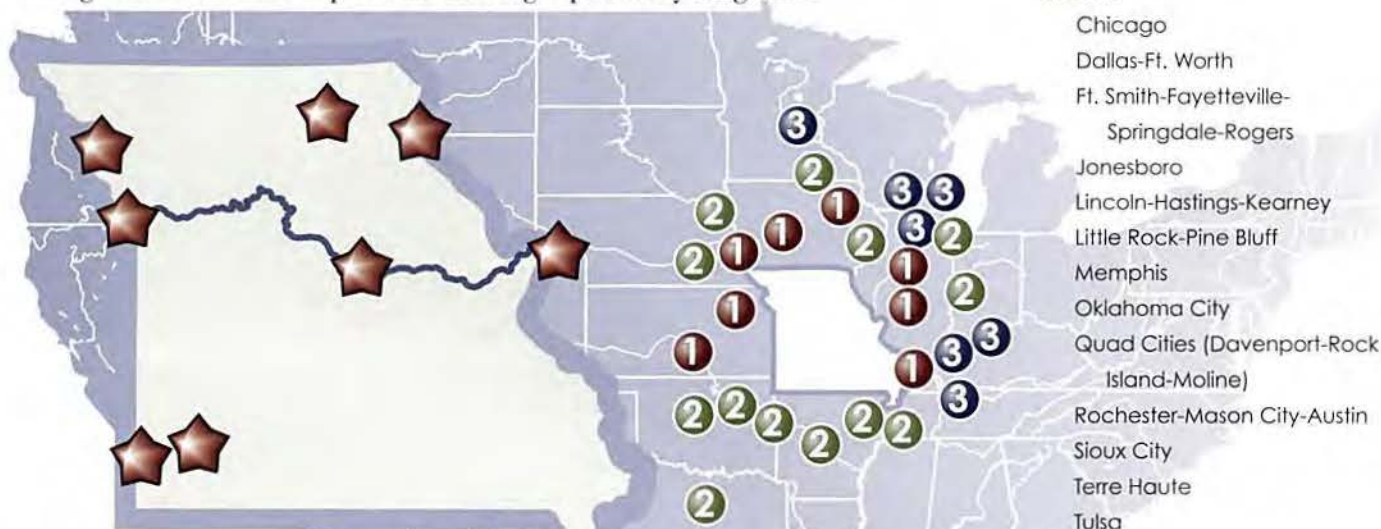 Chicago
Dallas-Ft. Worth
Ft. Smith-Fayetteville-
Springdale-Rogers
Jonesboro
Lincoln-Hastings-Kearney
Little Rock-Pine Bluff
Memphis
Oklahoma City
Quad Cities (Davenport-Rock
Island-Moline)
Rochester-Mason City-Austin
Sioux City
Terre Haute
Tulsa
3
2
3 3
1
2
3
1
2 2
1
2
1
1
2
1
1
3
3
1
1
3
2
2
2
2
2
2
2